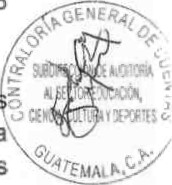 CONTRALORÍA GENERAL DE CUENTAS
SUBDIRECCIÓN DE AUDITORÍA
AL SECTOR EDUCACIÓN,
CIENCIA, CULTURA Y DEPORTES
GUATEMALA, C.A.
s
a
s